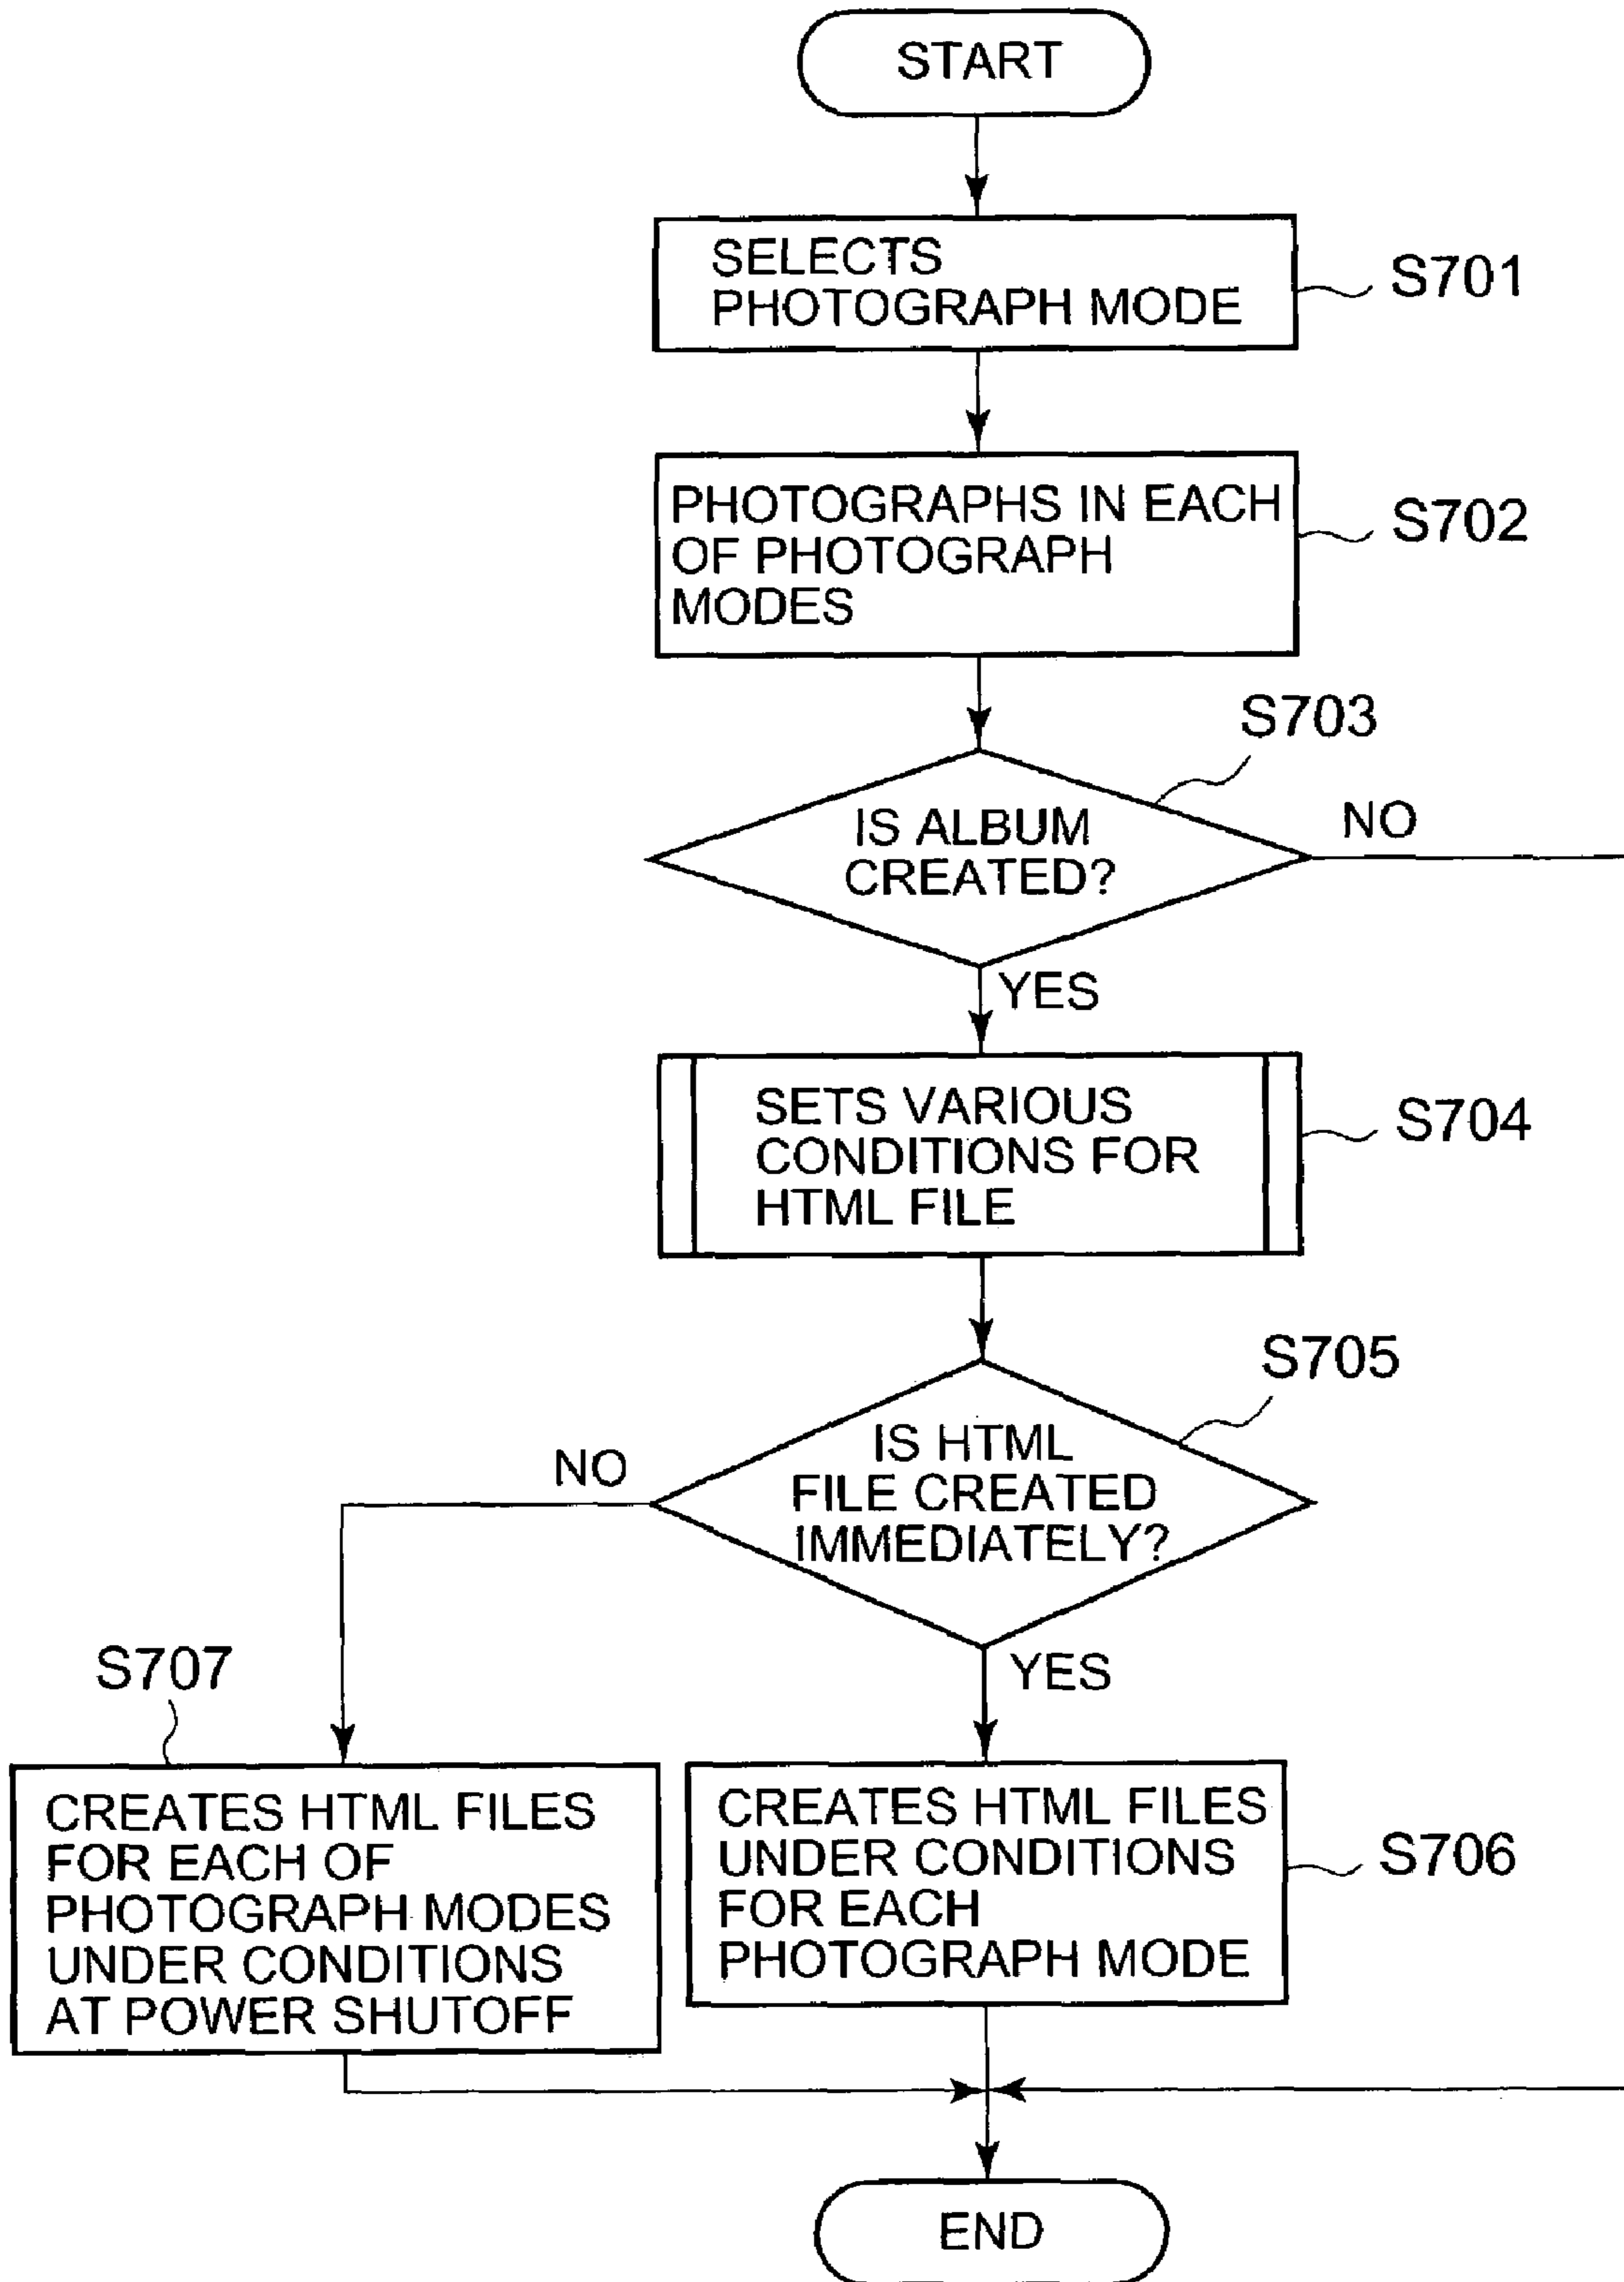 START
SELECTS
PHOTOGRAPH MODE
S701
PHOTOGRAPHS IN EACH
OF PHOTOGRAPH
MODES
S702
S703
IS ALBUM
CREATED?
NO
YES
SETS VARIOUS
CONDITIONS FOR
HTML FILE
S704
S705
IS HTML
FILE CREATED
IMMEDIATELY?
NO
YES
S707
CREATES HTML FILES
FOR EACH OF
PHOTOGRAPH MODES
UNDER CONDITIONS
AT POWER SHUTOFF
CREATES HTML FILES
UNDER CONDITIONS
FOR EACH
PHOTOGRAPH MODE
S706
END